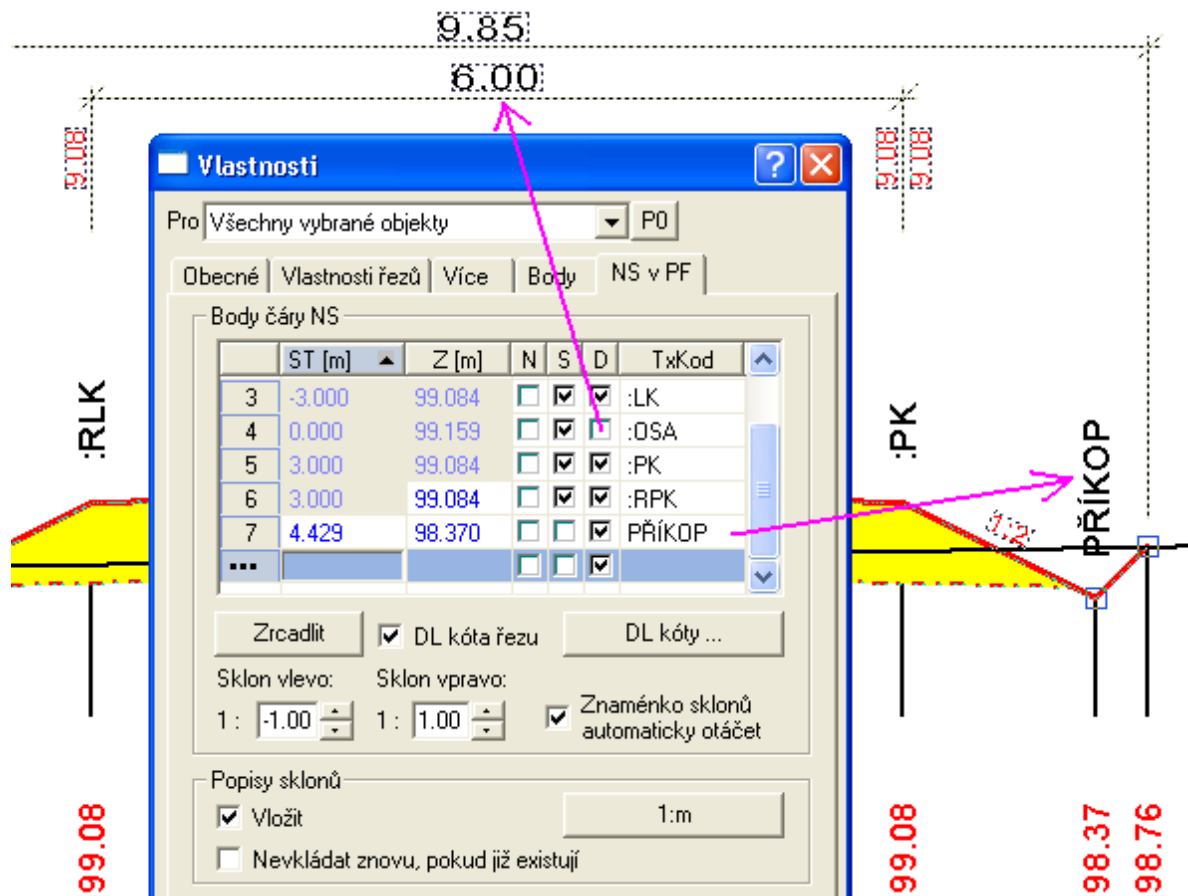 9.85
6.00
9.08
9.08
9.08
Vlastnosti
Pro Všechny vybrané objekty P0
Obecné Vlastnosti řezů Více Body NS v PF
Body čáry NS
ST [m] Z [m] N S D TxKod
3 -3.000 99.084 :LK
4 0.000 99.159 :OSA
5 3.000 99.084 :PK
6 3.000 99.084 :RPK
7 4.429 98.370 PŘÍKOP
:RLK
:PK
PŘÍKOP
1:2
Zrcadlit DL kóta řezu DL kóty ...
Sklon vlevo: Sklon vpravo:
1 : -1.00 1 : 1.00 Znaménko sklonů
automaticky otáčet
Popisy sklonů
Vložit 1:m
Nevkládat znovu, pokud již existují
99.08
99.08
98.37
98.76